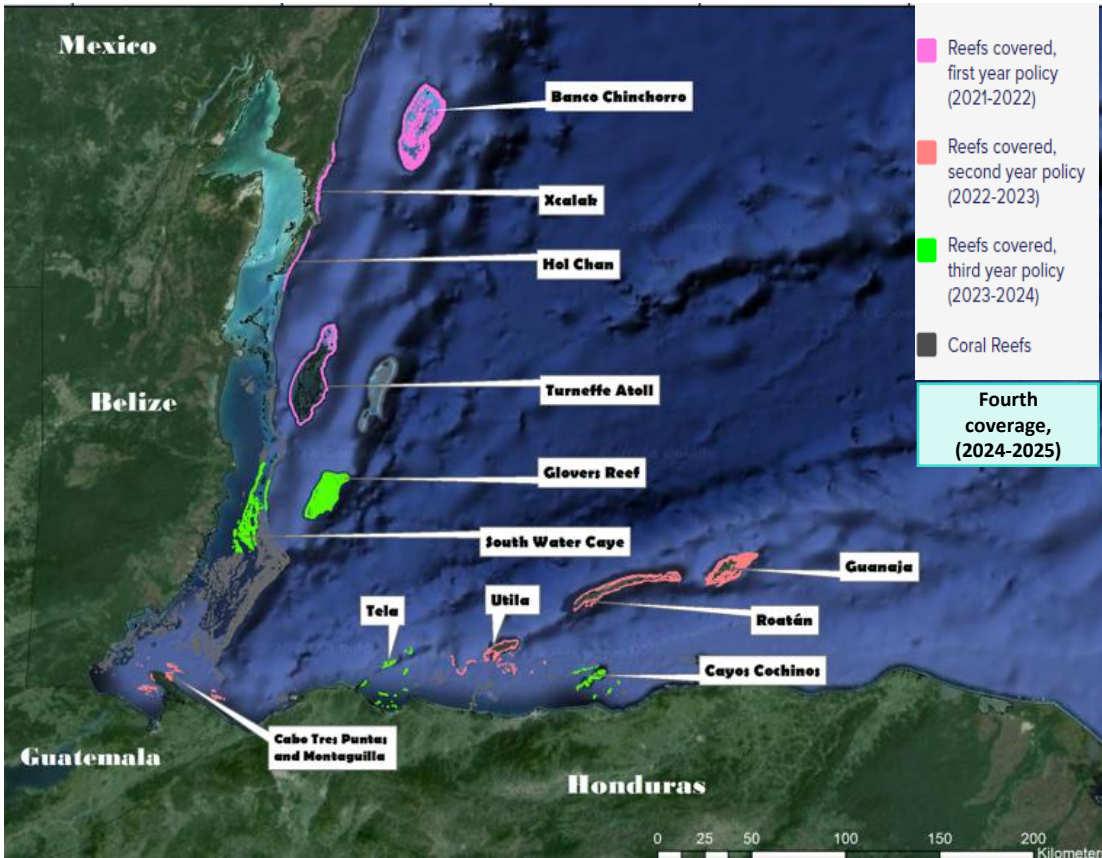 Mexico
Banco Chinchorro
Xcalak
Hol Chan
Belize
Turneffe Atoll
Glovers Reef
South Water Caye
Guanaja
Utila
Tela
Roatán
Cayos Cochinos
Cabo Tres Puntas
and Montaguilla
Guatemala
Honduras
0 25 50 100 150 200
Kilometers
Reefs covered,
first year policy
(2021-2022)
Reefs covered,
second year policy
(2022-2023)
Reefs covered,
third year policy
(2023-2024)
Coral Reefs
Fourth
coverage,
(2024-2025)